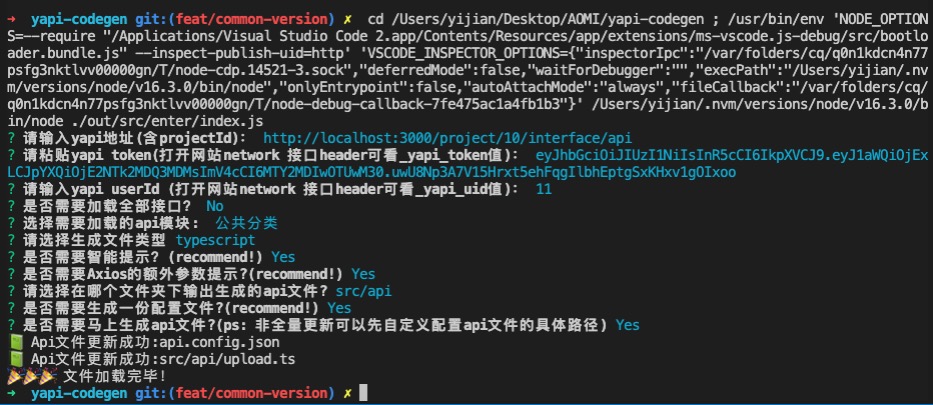 ➜  yapi-codegen git:(feat/common-version) ✗  cd /Users/yijian/Desktop/AOMI/yapi-codegen ; /usr/bin/env 'NODE_OPTION
S=--require "/Applications/Visual Studio Code 2.app/Contents/Resources/app/extensions/ms-vscode.js-debug/src/bootlo
ader.bundle.js" --inspect-publish-uid=http' 'VSCODE_INSPECTOR_OPTIONS={"inspectorIpc":"/var/folders/cq/q0n1kdcn4n77
psfg3nktlvv00000gn/T/node-cdp.14521-3.sock","deferredMode":false,"waitForDebugger":"","execPath":"/Users/yijian/.nv
m/versions/node/v16.3.0/bin/node","onlyEntrypoint":false,"autoAttachMode":"always","fileCallback":"/var/folders/cq/
q0n1kdcn4n77psfg3nktlvv00000gn/T/node-debug-callback-7fe475ac1a4fb1b3"}' /Users/yijian/.nvm/versions/node/v16.3.0/b
in/node ./out/src/enter/index.js
? 请输入yapi地址(含projectId):  http://localhost:3000/project/10/interface/api
? 请粘贴yapi token(打开网站network 接口header可看_yapi_token值):  eyJhbGciOiJIUzI1NiIsInR5cCI6IkpXVCJ9.eyJ1aWQiOjEx
LCJpYXQiOjE2NTk2MDQ3MDMsImV4cCI6MTY2MDIwOTUwM30.uwU8Np3A7V15Hrxt5ehFqgIlbhEptgSxKHxv1gOIxoo
? 请输入yapi userId (打开网站network 接口header可看_yapi_uid值):  11
? 是否需要加载全部接口?  No
? 选择需要加载的api模块:  公共分类
? 请选择生成文件类型 typescript
? 是否需要智能提示? (recommend!) Yes
? 是否需要Axios的额外参数提示?(recommend!) Yes
? 请选择在哪个文件夹下输出生成的api文件? src/api
? 是否需要生成一份配置文件?(recommend!) Yes
? 是否需要马上生成api文件?(ps: 非全量更新可以先自定义配置api文件的具体路径) Yes
📗 Api文件更新成功:api.config.json
📗 Api文件更新成功:src/api/upload.ts
🎉🎉🎉 文件加载完毕!
➜  yapi-codegen git:(feat/common-version) ✗